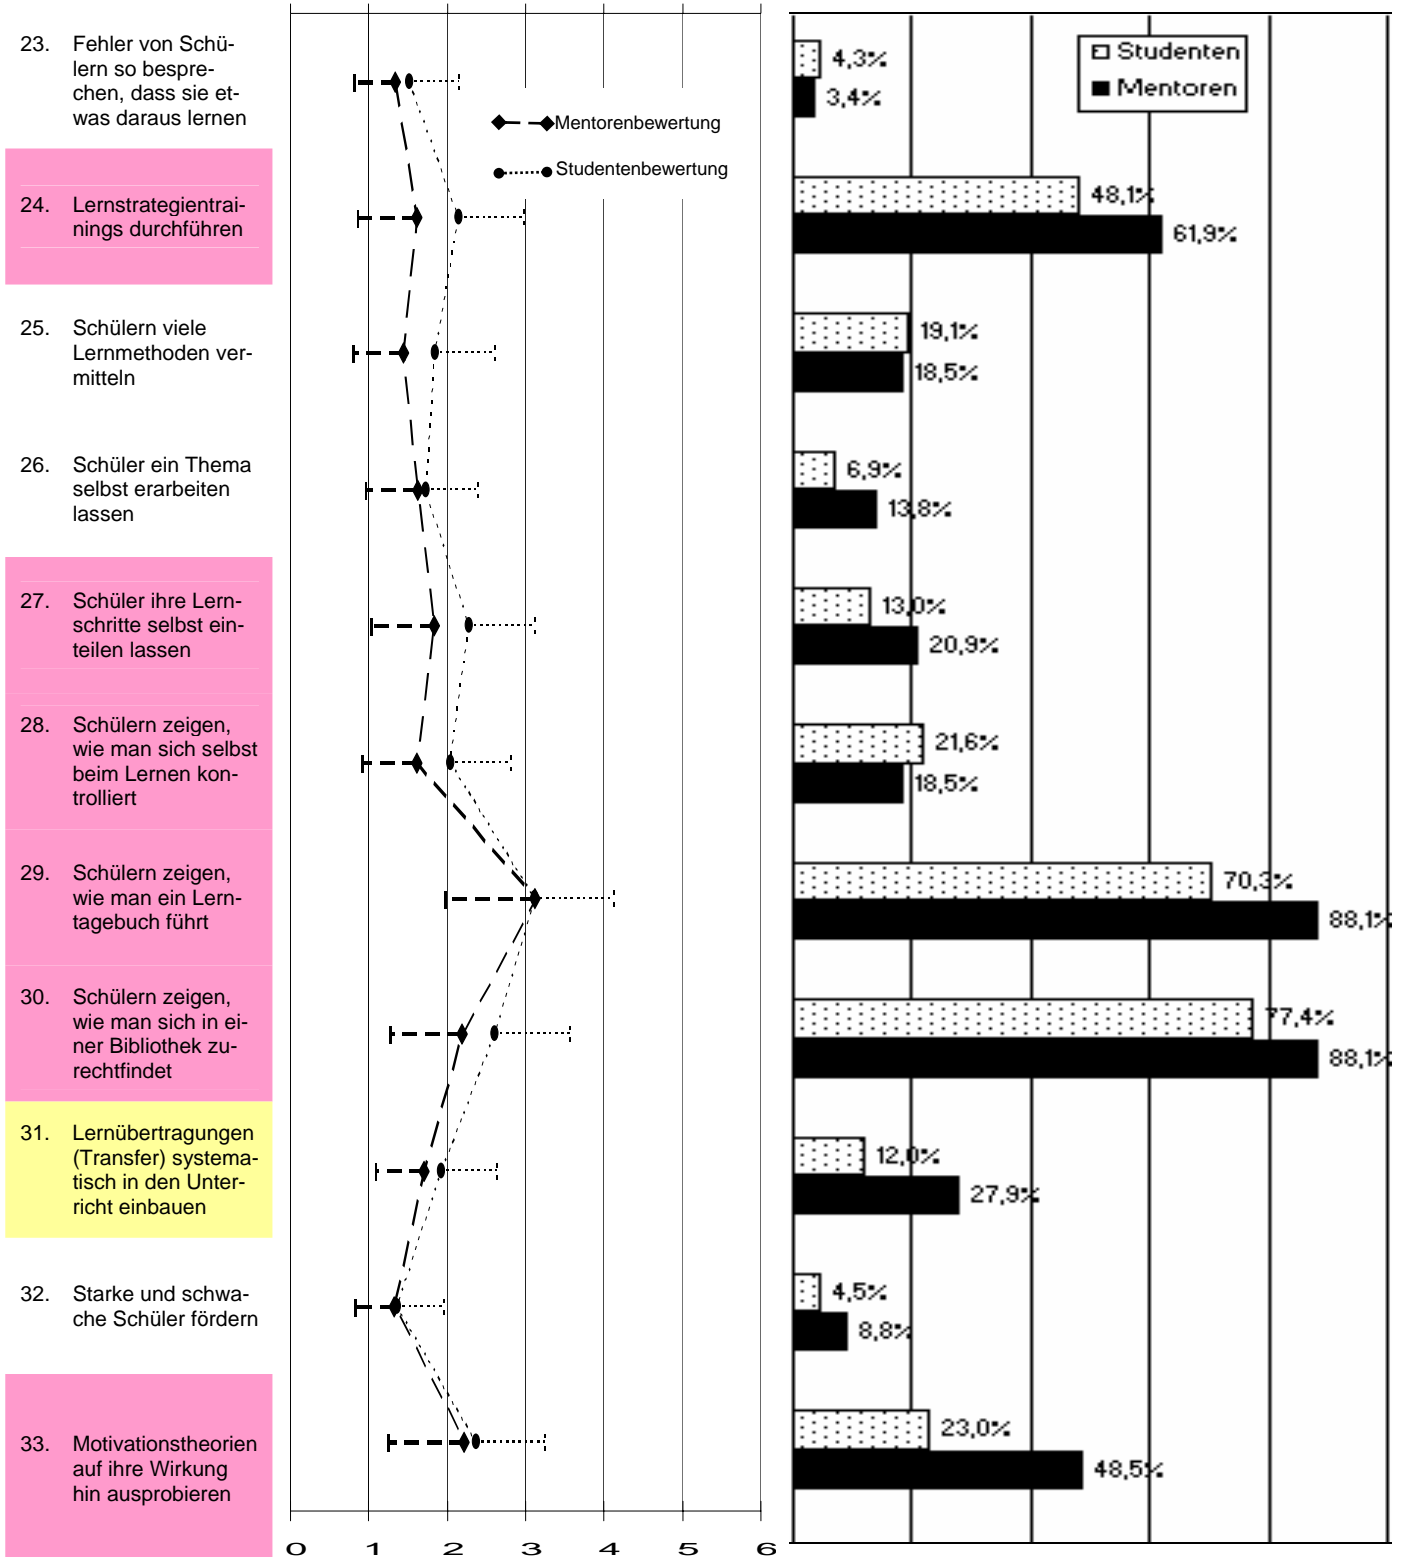 23. Fehler von Schü-
lern so bespre-
chen, dass sie et-
was daraus lernen
24. Lernstrategientrai-
nings durchführen
25. Schülern viele
Lernmethoden ver-
mitteln
26. Schüler ein Thema
selbst erarbeiten
lassen
27. Schüler ihre Lern-
schritte selbst ein-
teilen lassen
28. Schülern zeigen,
wie man sich selbst
beim Lernen kon-
trolliert
29. Schülern zeigen,
wie man ein Lern-
tagebuch führt
30. Schülern zeigen,
wie man sich in ei-
ner Bibliothek zu-
rechtfindet
31. Lernübertragungen
(Transfer) systema-
tisch in den Unter-
richt einbauen
32. Starke und schwa-
che Schüler fördern
33. Motivationstheorien
auf ihre Wirkung
hin ausprobieren
Mentorenbewertung
Studentenbewertung
0 1 2 3 4 5 6
Studenten
Mentoren
4,3%
3,4%
48,1%
61,9%
19,1%
18,5%
6,9%
13,8%
13,0%
20,9%
21,6%
18,5%
70,3%
88,1%
77,4%
88,1%
12,0%
27,9%
4,5%
8,8%
23,0%
48,5%